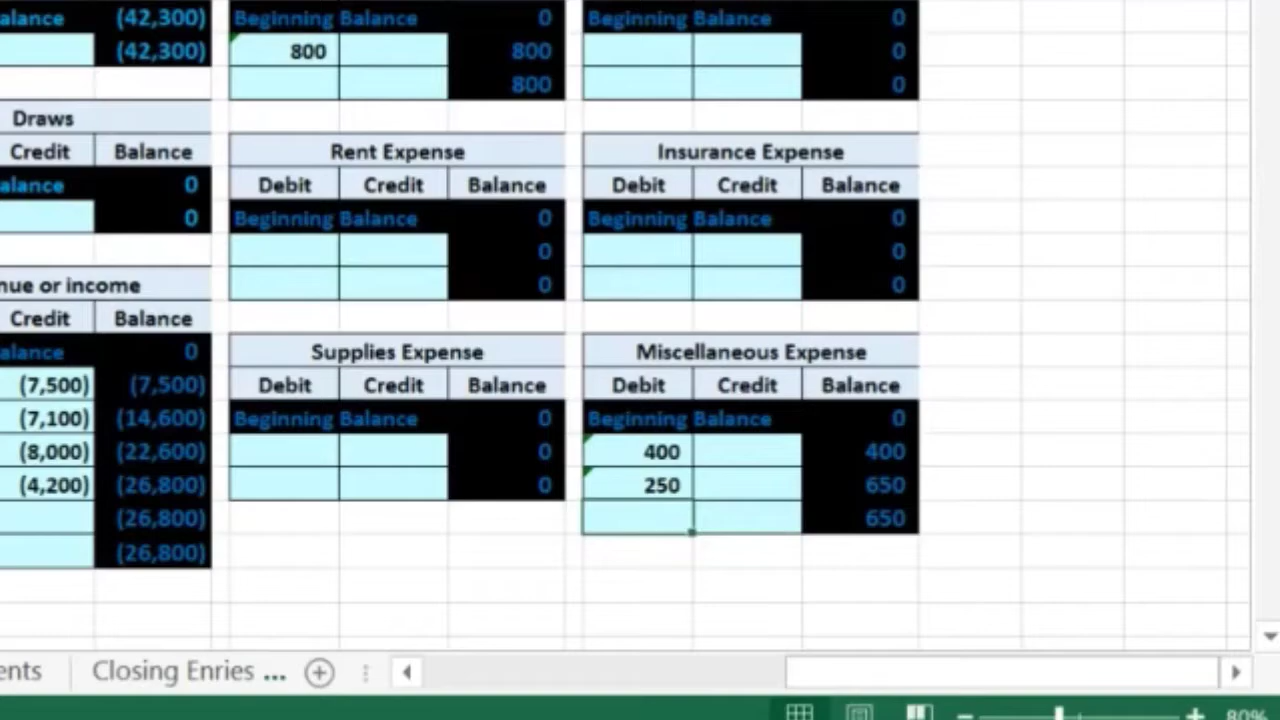 alance (42,300) Beginning Balance 0 Beginning Balance 0
(42,300) 800 800 0
800 0
Draws
Credit Balance Rent Expense Insurance Expense
alance 0 Debit Credit Balance Debit Credit Balance
0 Beginning Balance 0 Beginning Balance 0
0 0
nue or income 0 0
Credit Balance
alance 0 Supplies Expense Miscellaneous Expense
(7,500) (7,500) Debit Credit Balance Debit Credit Balance
(7,100) (14,600) Beginning Balance 0 Beginning Balance 0
(8,000) (22,600) 0 400 400
(4,200) (26,800) 0 250 650
(26,800) 650
(26,800)
ents Closing Enries ...
80%